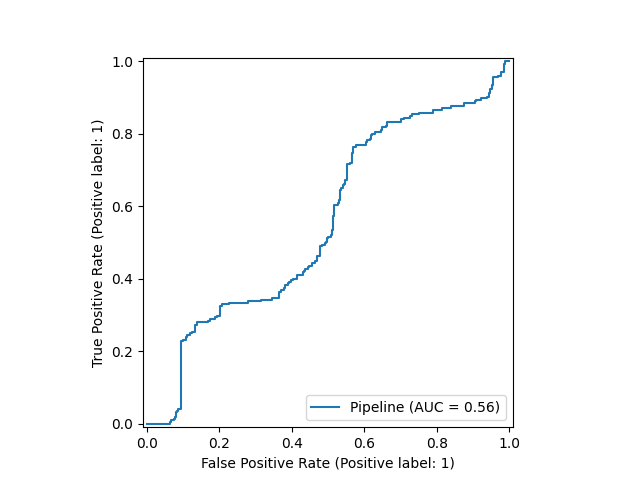 1.0
0.8
0.6
0.4
0.2
0.0
True Positive Rate (Positive label: 1)
Pipeline (AUC = 0.56)
0.0 0.2 0.4 0.6 0.8 1.0
False Positive Rate (Positive label: 1)